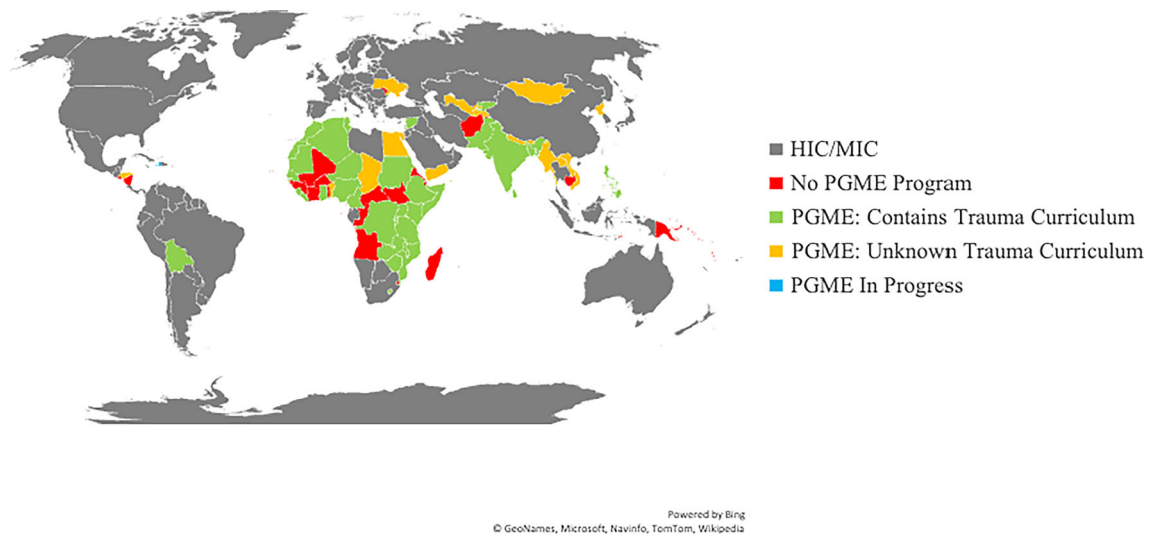 HIC/MIC
No PGME Program
PGME: Contains Trauma Curriculum
PGME: Unknown Trauma Curriculum
PGME In Progress
Powered by Bing
© GeoNames, Microsoft, Navinfo, TomTom, Wikipedia